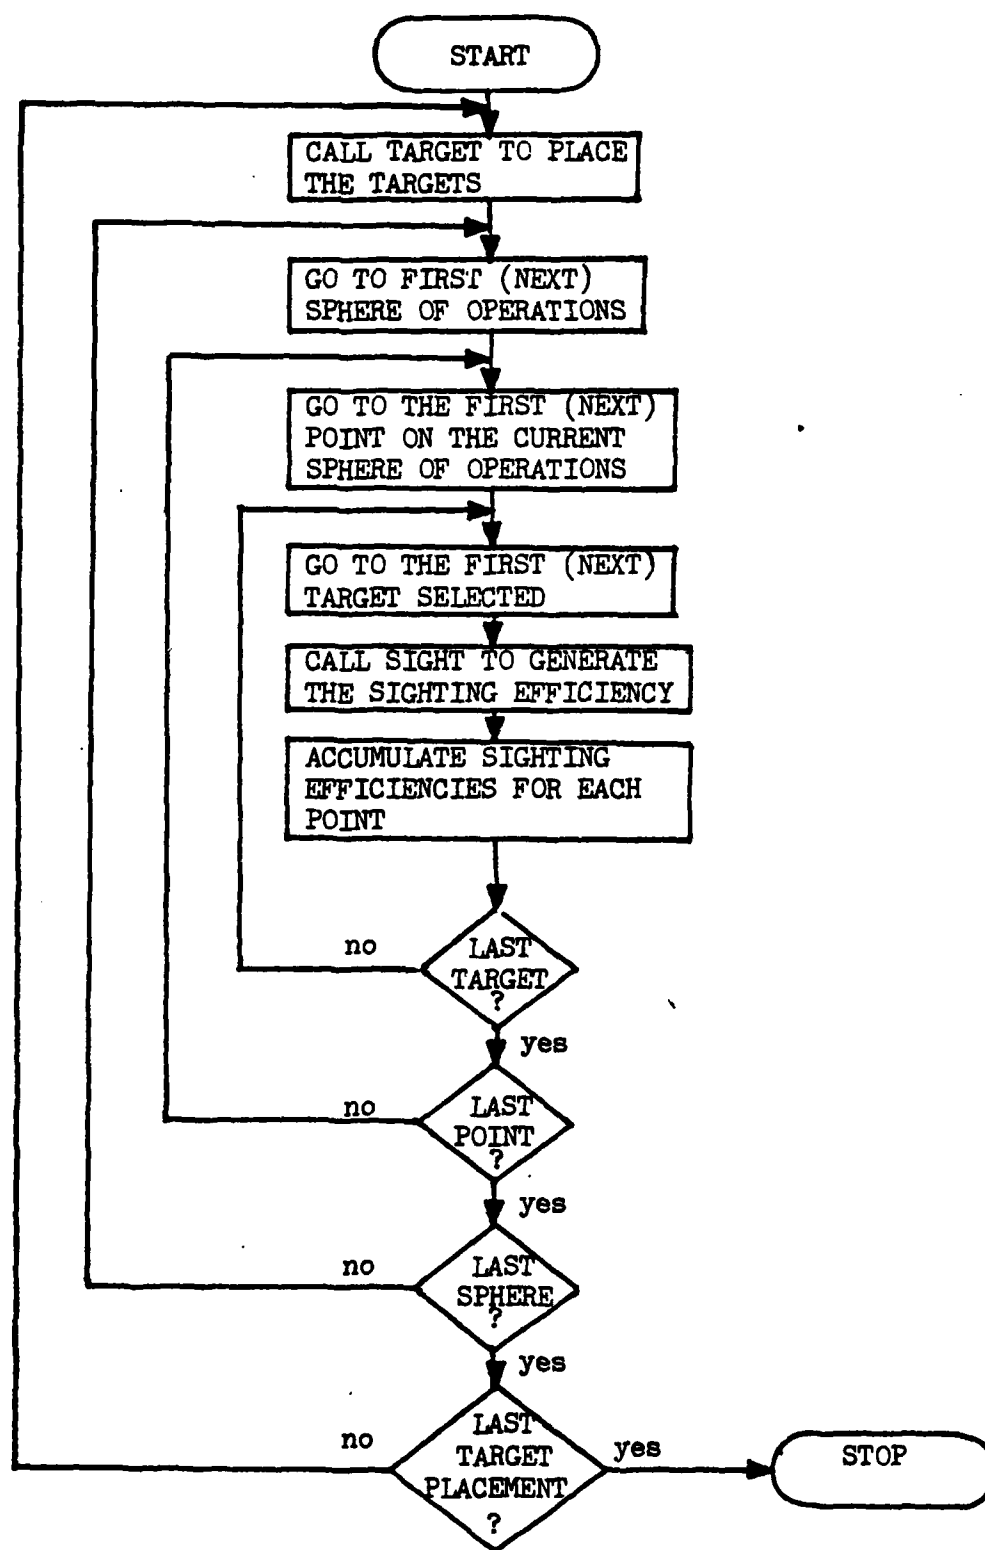 START
CALL TARGET TO PLACE
THE TARGETS
GO TO FIRST (NEXT)
SPHERE OF OPERATIONS
GO TO THE FIRST (NEXT)
POINT ON THE CURRENT
SPHERE OF OPERATIONS
GO TO THE FIRST (NEXT)
TARGET SELECTED
CALL SIGHT TO GENERATE
THE SIGHTING EFFICIENCY
ACCUMULATE SIGHTING
EFFICIENCIES FOR EACH
POINT
no
LAST
TARGET
?
yes
no
LAST
POINT
?
yes
no
LAST
SPHERE
?
yes
no
LAST
TARGET
PLACEMENT
?
yes
STOP